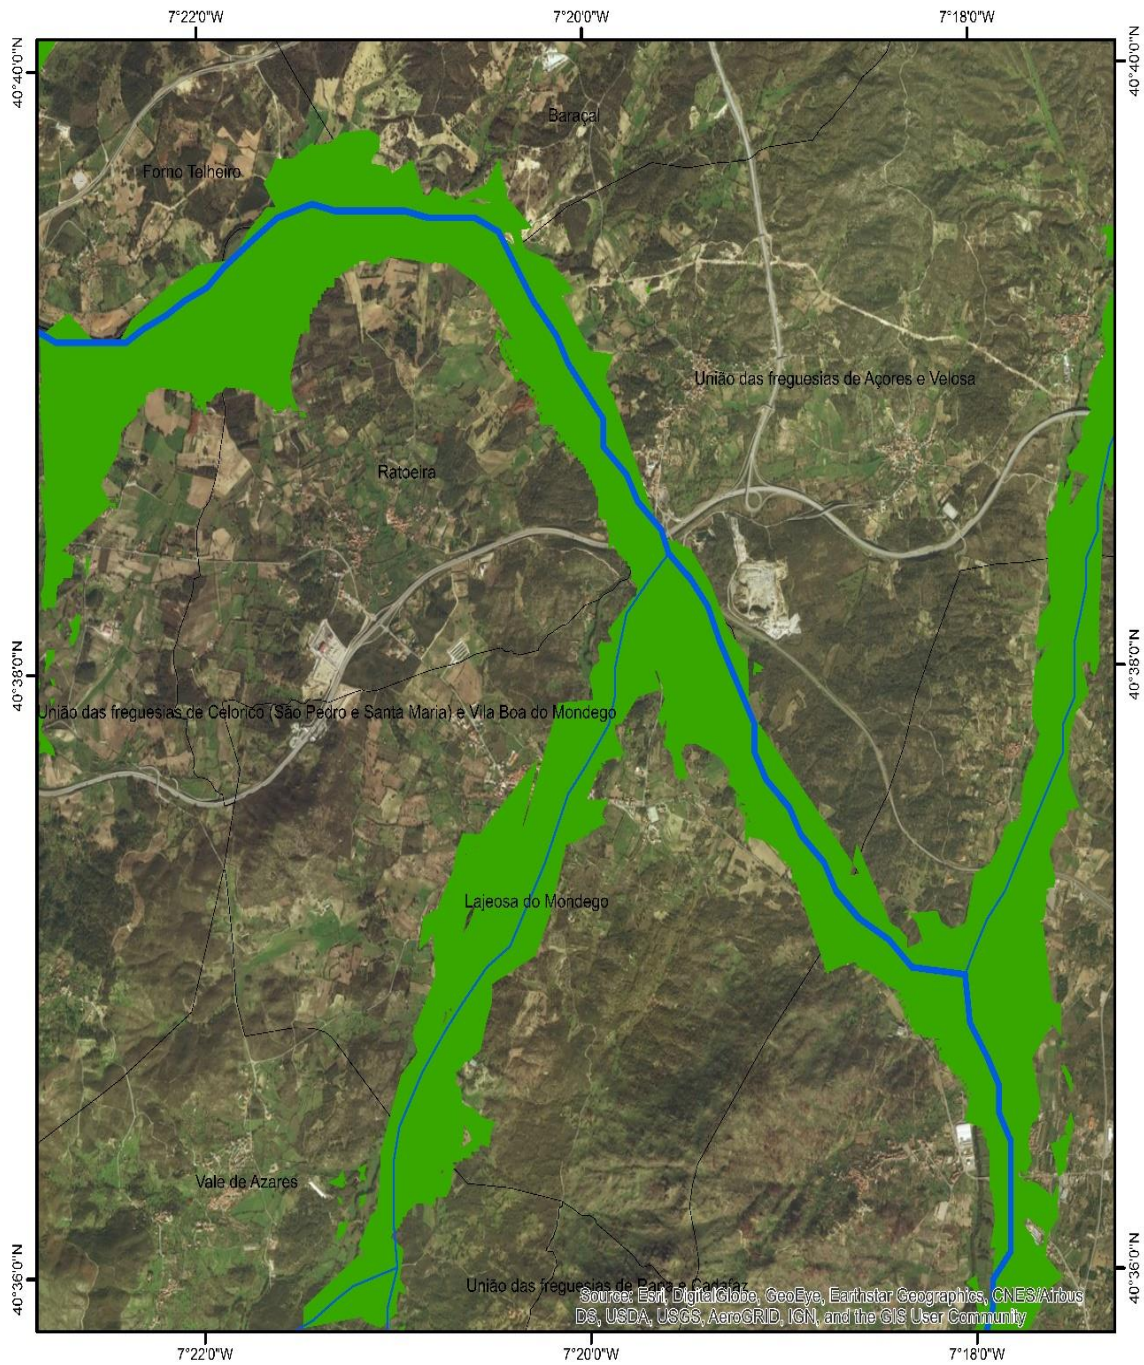 7°22'0"W
7°20'0"W
7°18'0"W
40°40'0"N
40°40'0"N
Baraçal
Forno Telheiro
União das freguesias de Açores e Velosa
Ratoeira
40°38'0"N
40°38'0"N
União das freguesias de Celorico (São Pedro e Santa Maria) e Vila Boa do Mondego
Lajeosa do Mondego
Vale de Azares
40°36'0"N
40°36'0"N
União das freguesias de Rapa e Cadafaz
Source: Esri, DigitalGlobe, GeoEye, Earthstar Geographics, CNES/Airbus
DS, USDA, USGS, AeroGRID, IGN, and the GIS User Community
7°22'0"W
7°20'0"W
7°18'0"W